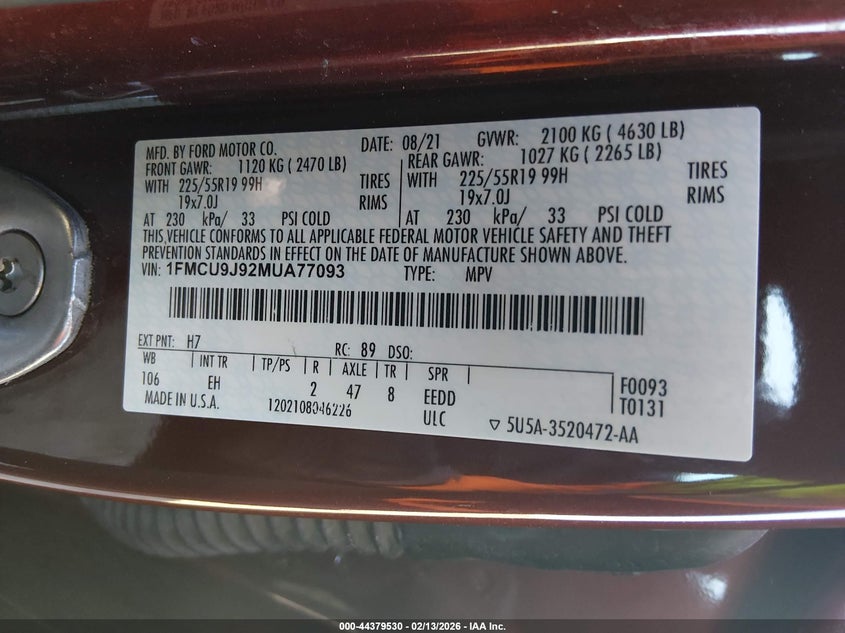 MFD. BY FORD MOTOR CO. DATE: 08/21 GVWR: 2100 KG ( 4630 LB)
FRONT GAWR: 1120 KG ( 2470 LB) REAR GAWR: 1027 KG ( 2265 LB)
WITH 225/55R19 99H TIRES WITH 225/55R19 99H TIRES
19x7.0J RIMS 19x7.0J RIMS
AT 230 kPa/ 33 PSI COLD AT 230 kPa/ 33 PSI COLD
THIS VEHICLE CONFORMS TO ALL APPLICABLE FEDERAL MOTOR VEHICLE SAFETY AND THEFT
PREVENTION STANDARDS IN EFFECT ON THE DATE OF MANUFACTURE SHOWN ABOVE.
VIN: 1FMCU9J92MUA77093 TYPE: MPV
EXT PNT: H7 RC: 89 DSO:
WB INT TR TP/PS R AXLE TR SPR
106 EH 2 47 8 EEDD F0093
MADE IN U.S.A. 1202108046226 ULC T0131
▽ 5U5A-3520472-AA
000-44379530 - 02/13/2026 - IAA Inc.